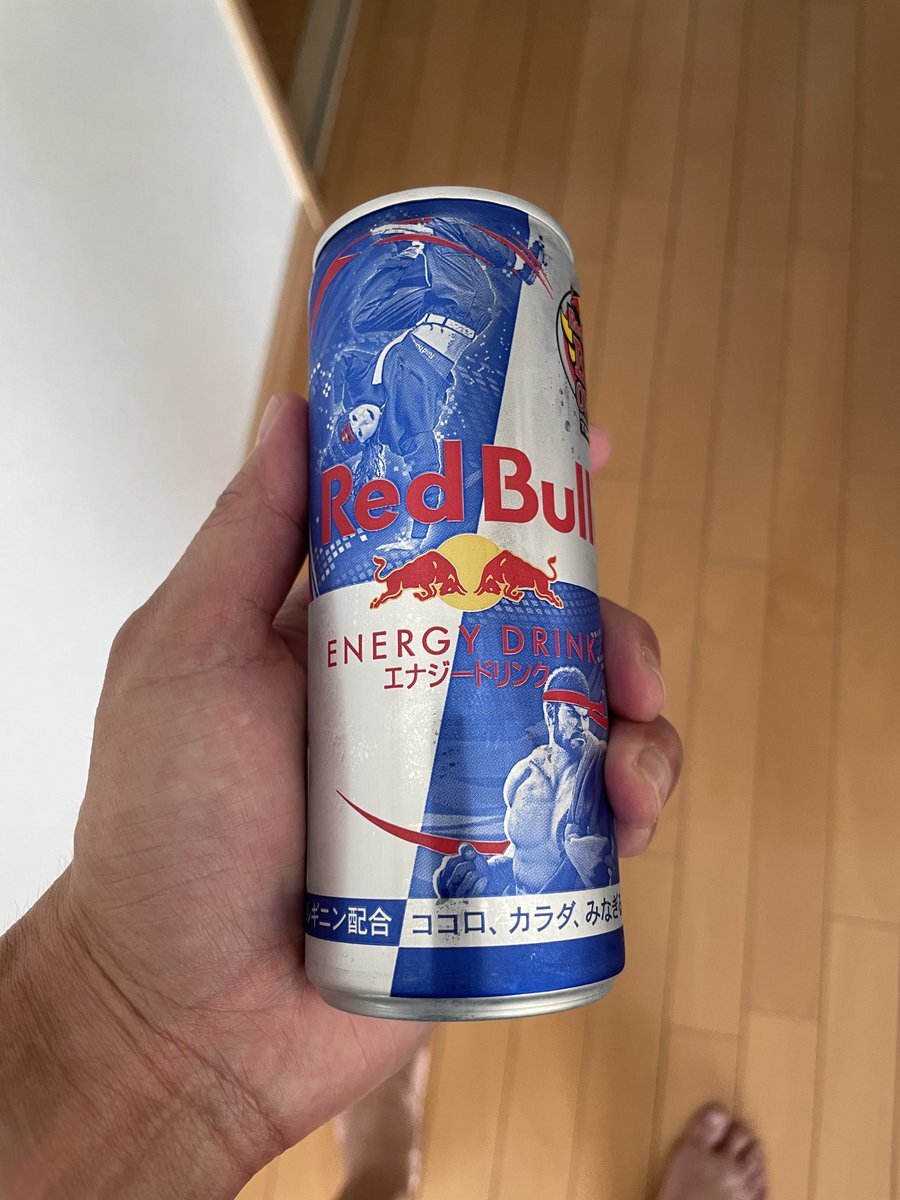 Red Bull
ENERGY DRINK
エナジードリンク
ギニン配合 ココロ、カラダ、みなぎ